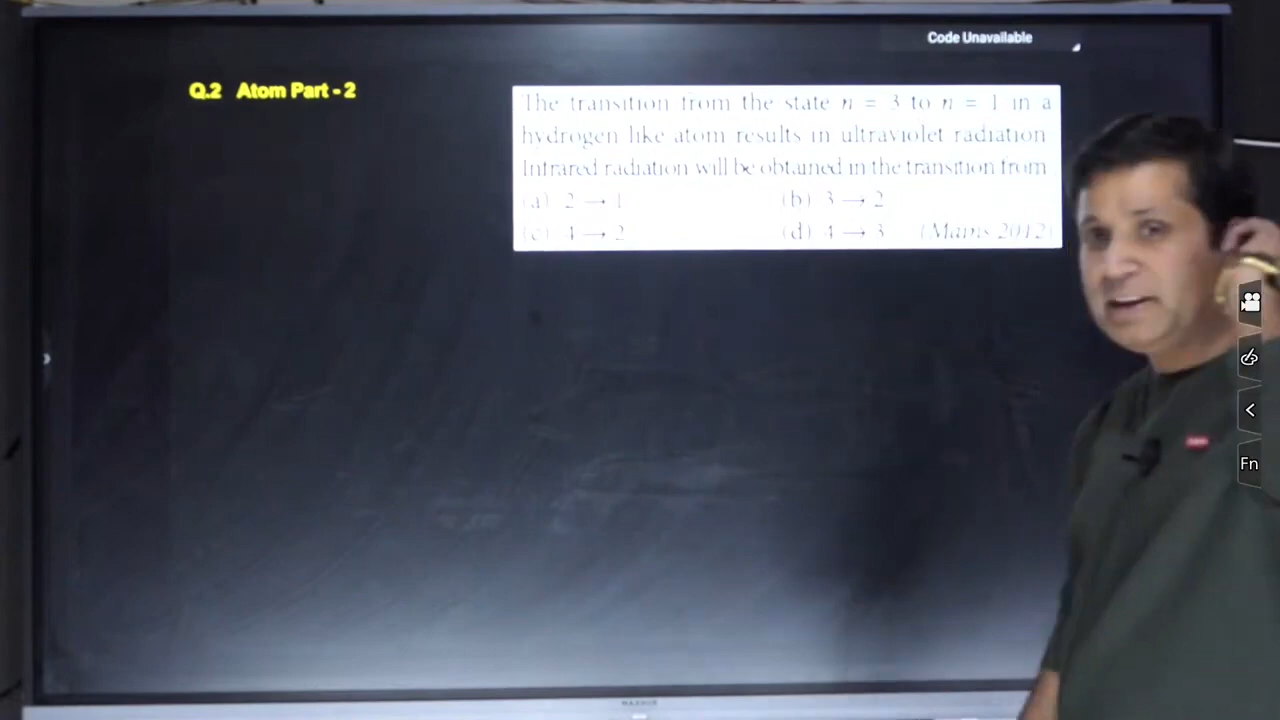 Code Unavailable
Q.2 Atom Part - 2
The transition from the state n = 3 to n = 1 in a
hydrogen like atom results in ultraviolet radiation
Infrared radiation will be obtained in the transition from
(a) 2 → 1 (b) 3 → 2
(c) 4 → 2 (d) 4 → 3 (Mains 2012)
Fn